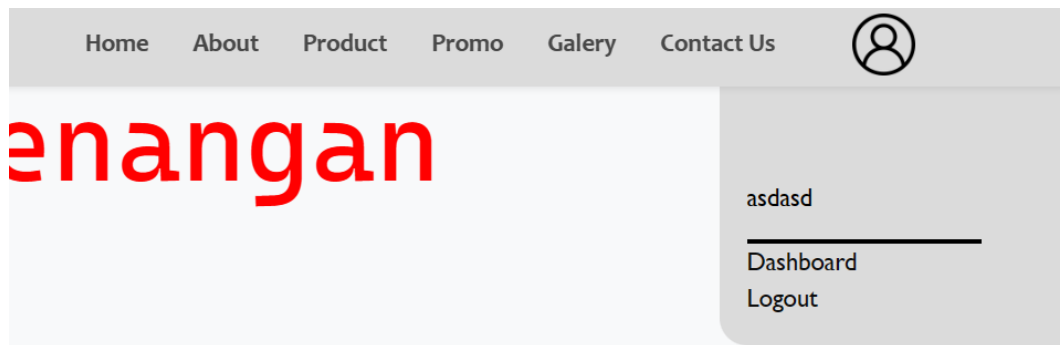 Home About Product Promo Galery Contact Us
enangan
asdasd
Dashboard
Logout